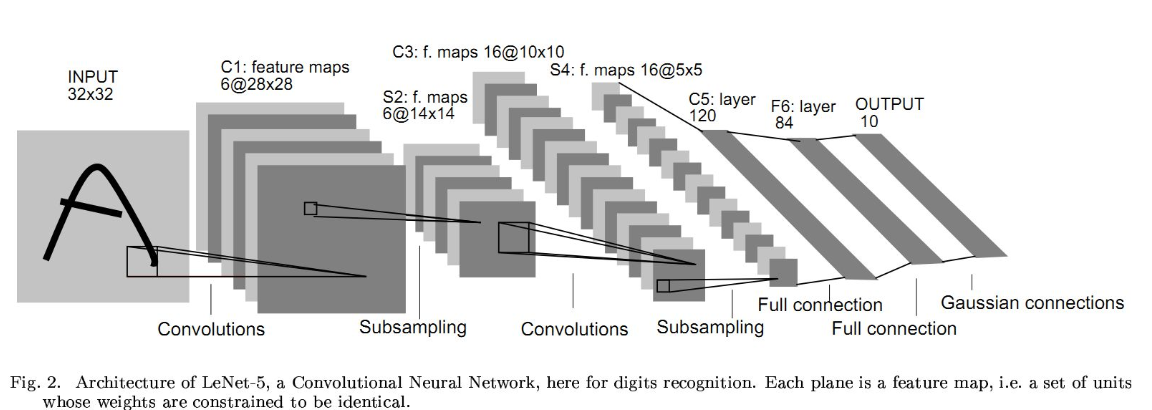 INPUT
32x32
C1: feature maps
6@28x28
C3: f. maps 16@10x10
S2: f. maps
6@14x14
S4: f. maps 16@5x5
C5: layer
120
F6: layer
84
OUTPUT
10
Convolutions
Subsampling
Convolutions
Subsampling
Full connection
Full connection
Gaussian connections
Fig. 2. Architecture of LeNet-5, a Convolutional Neural Network, here for digits recognition. Each plane is a feature map, i.e. a set of units
whose weights are constrained to be identical.